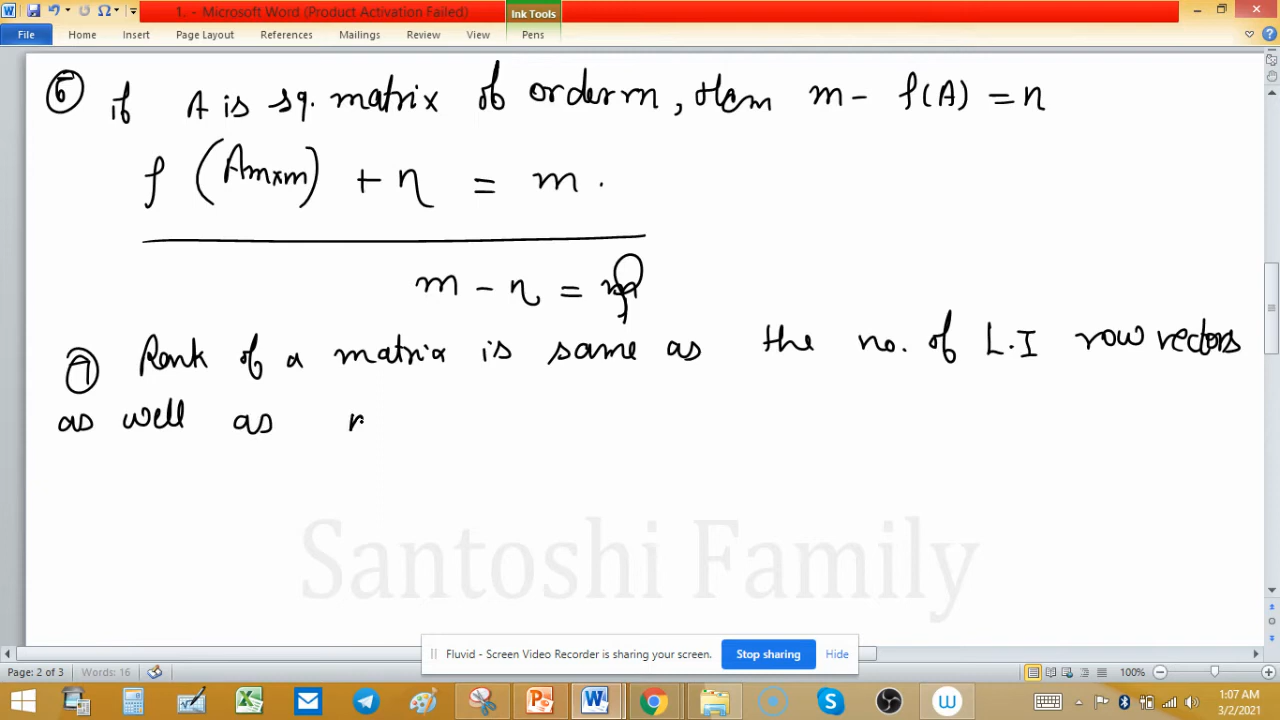 1. - Microsoft Word (Product Activation Failed)
Ink Tools
File Home Insert Page Layout References Mailings Review View Pens
⑥ if A is sq. matrix of order m, then m - ρ(A) = η
ρ (Am×m) + η = m.
m - η = ρ
⑦ Rank of a matrix is same as the no. of L.I row vectors
as well as r
Santoshi Family
Fluvid - Screen Video Recorder is sharing your screen. Stop sharing Hide
Page: 2 of 3 Words: 16 100%
1:07 AM
3/2/2021